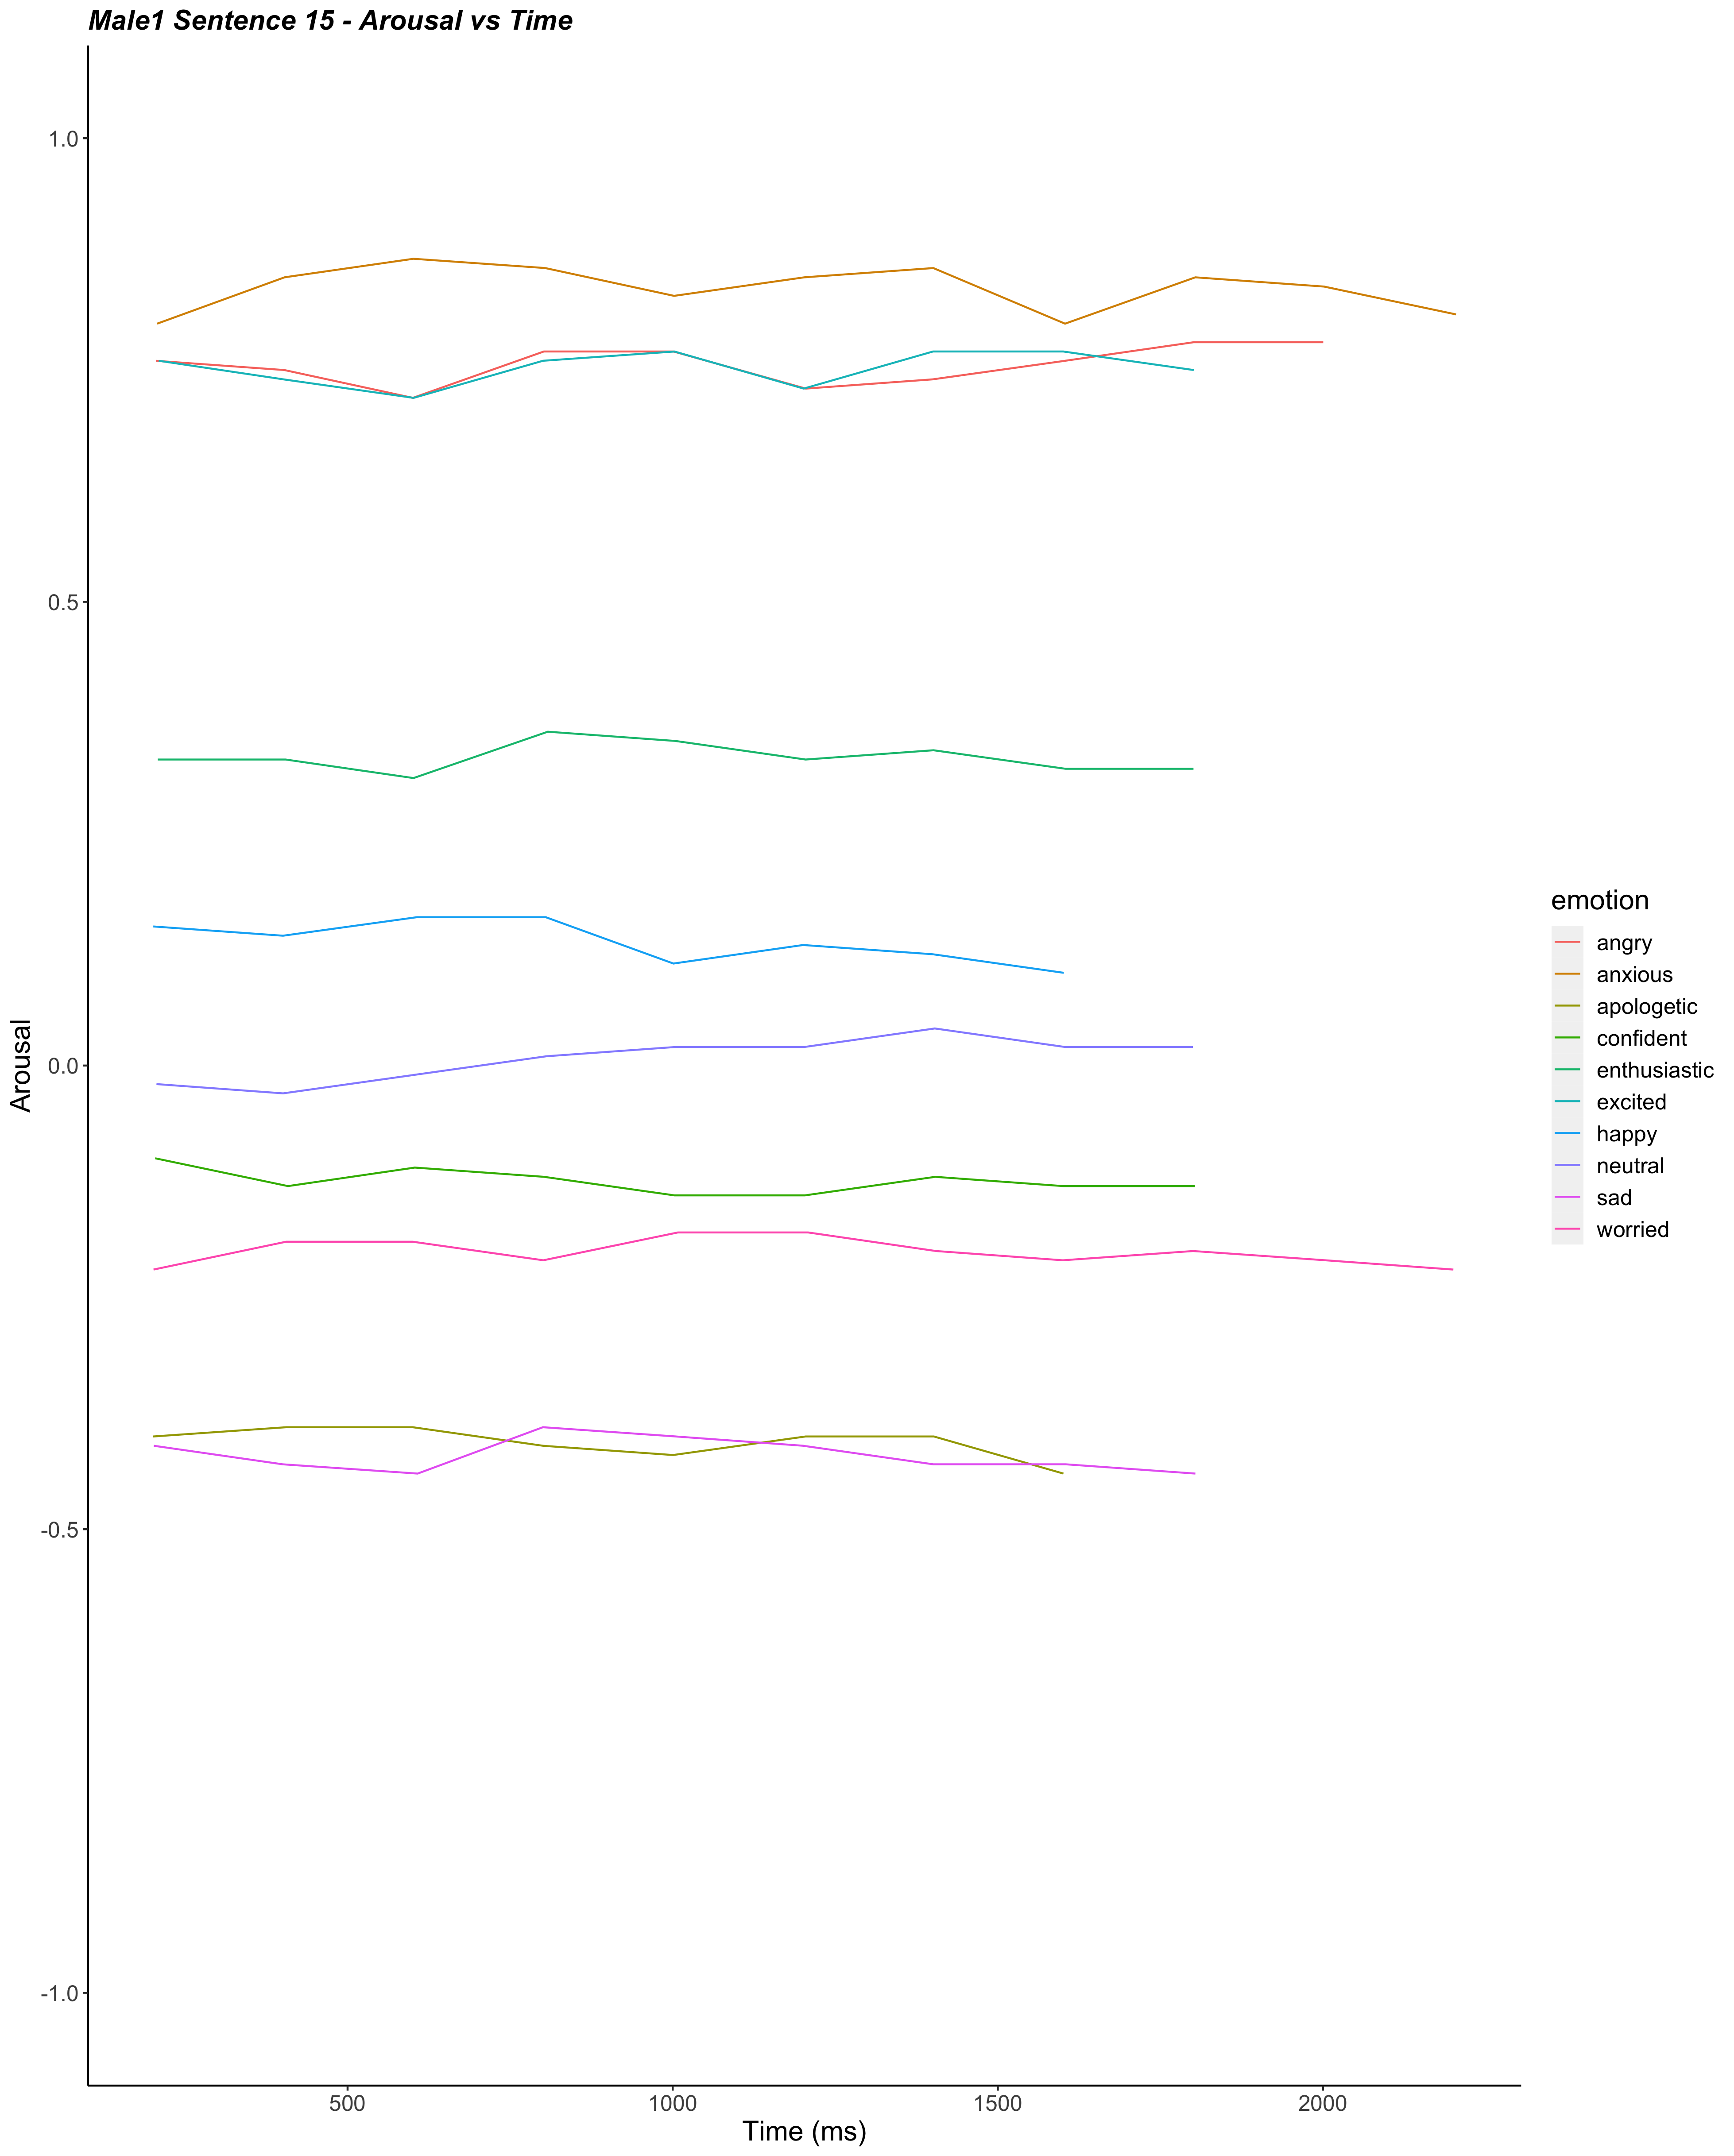 Male1 Sentence 15 - Arousal vs Time
1.0
0.5
0.0
-0.5
-1.0
Arousal
500 1000 1500 2000
Time (ms)
emotion
angry
anxious
apologetic
confident
enthusiastic
excited
happy
neutral
sad
worried